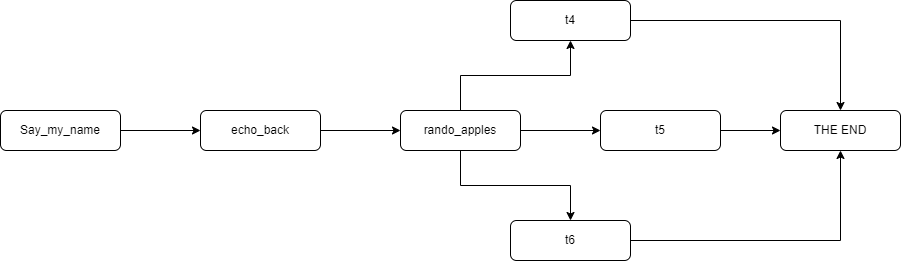 t4
Say_my_name
echo_back
rando_apples
t5
THE END
t6